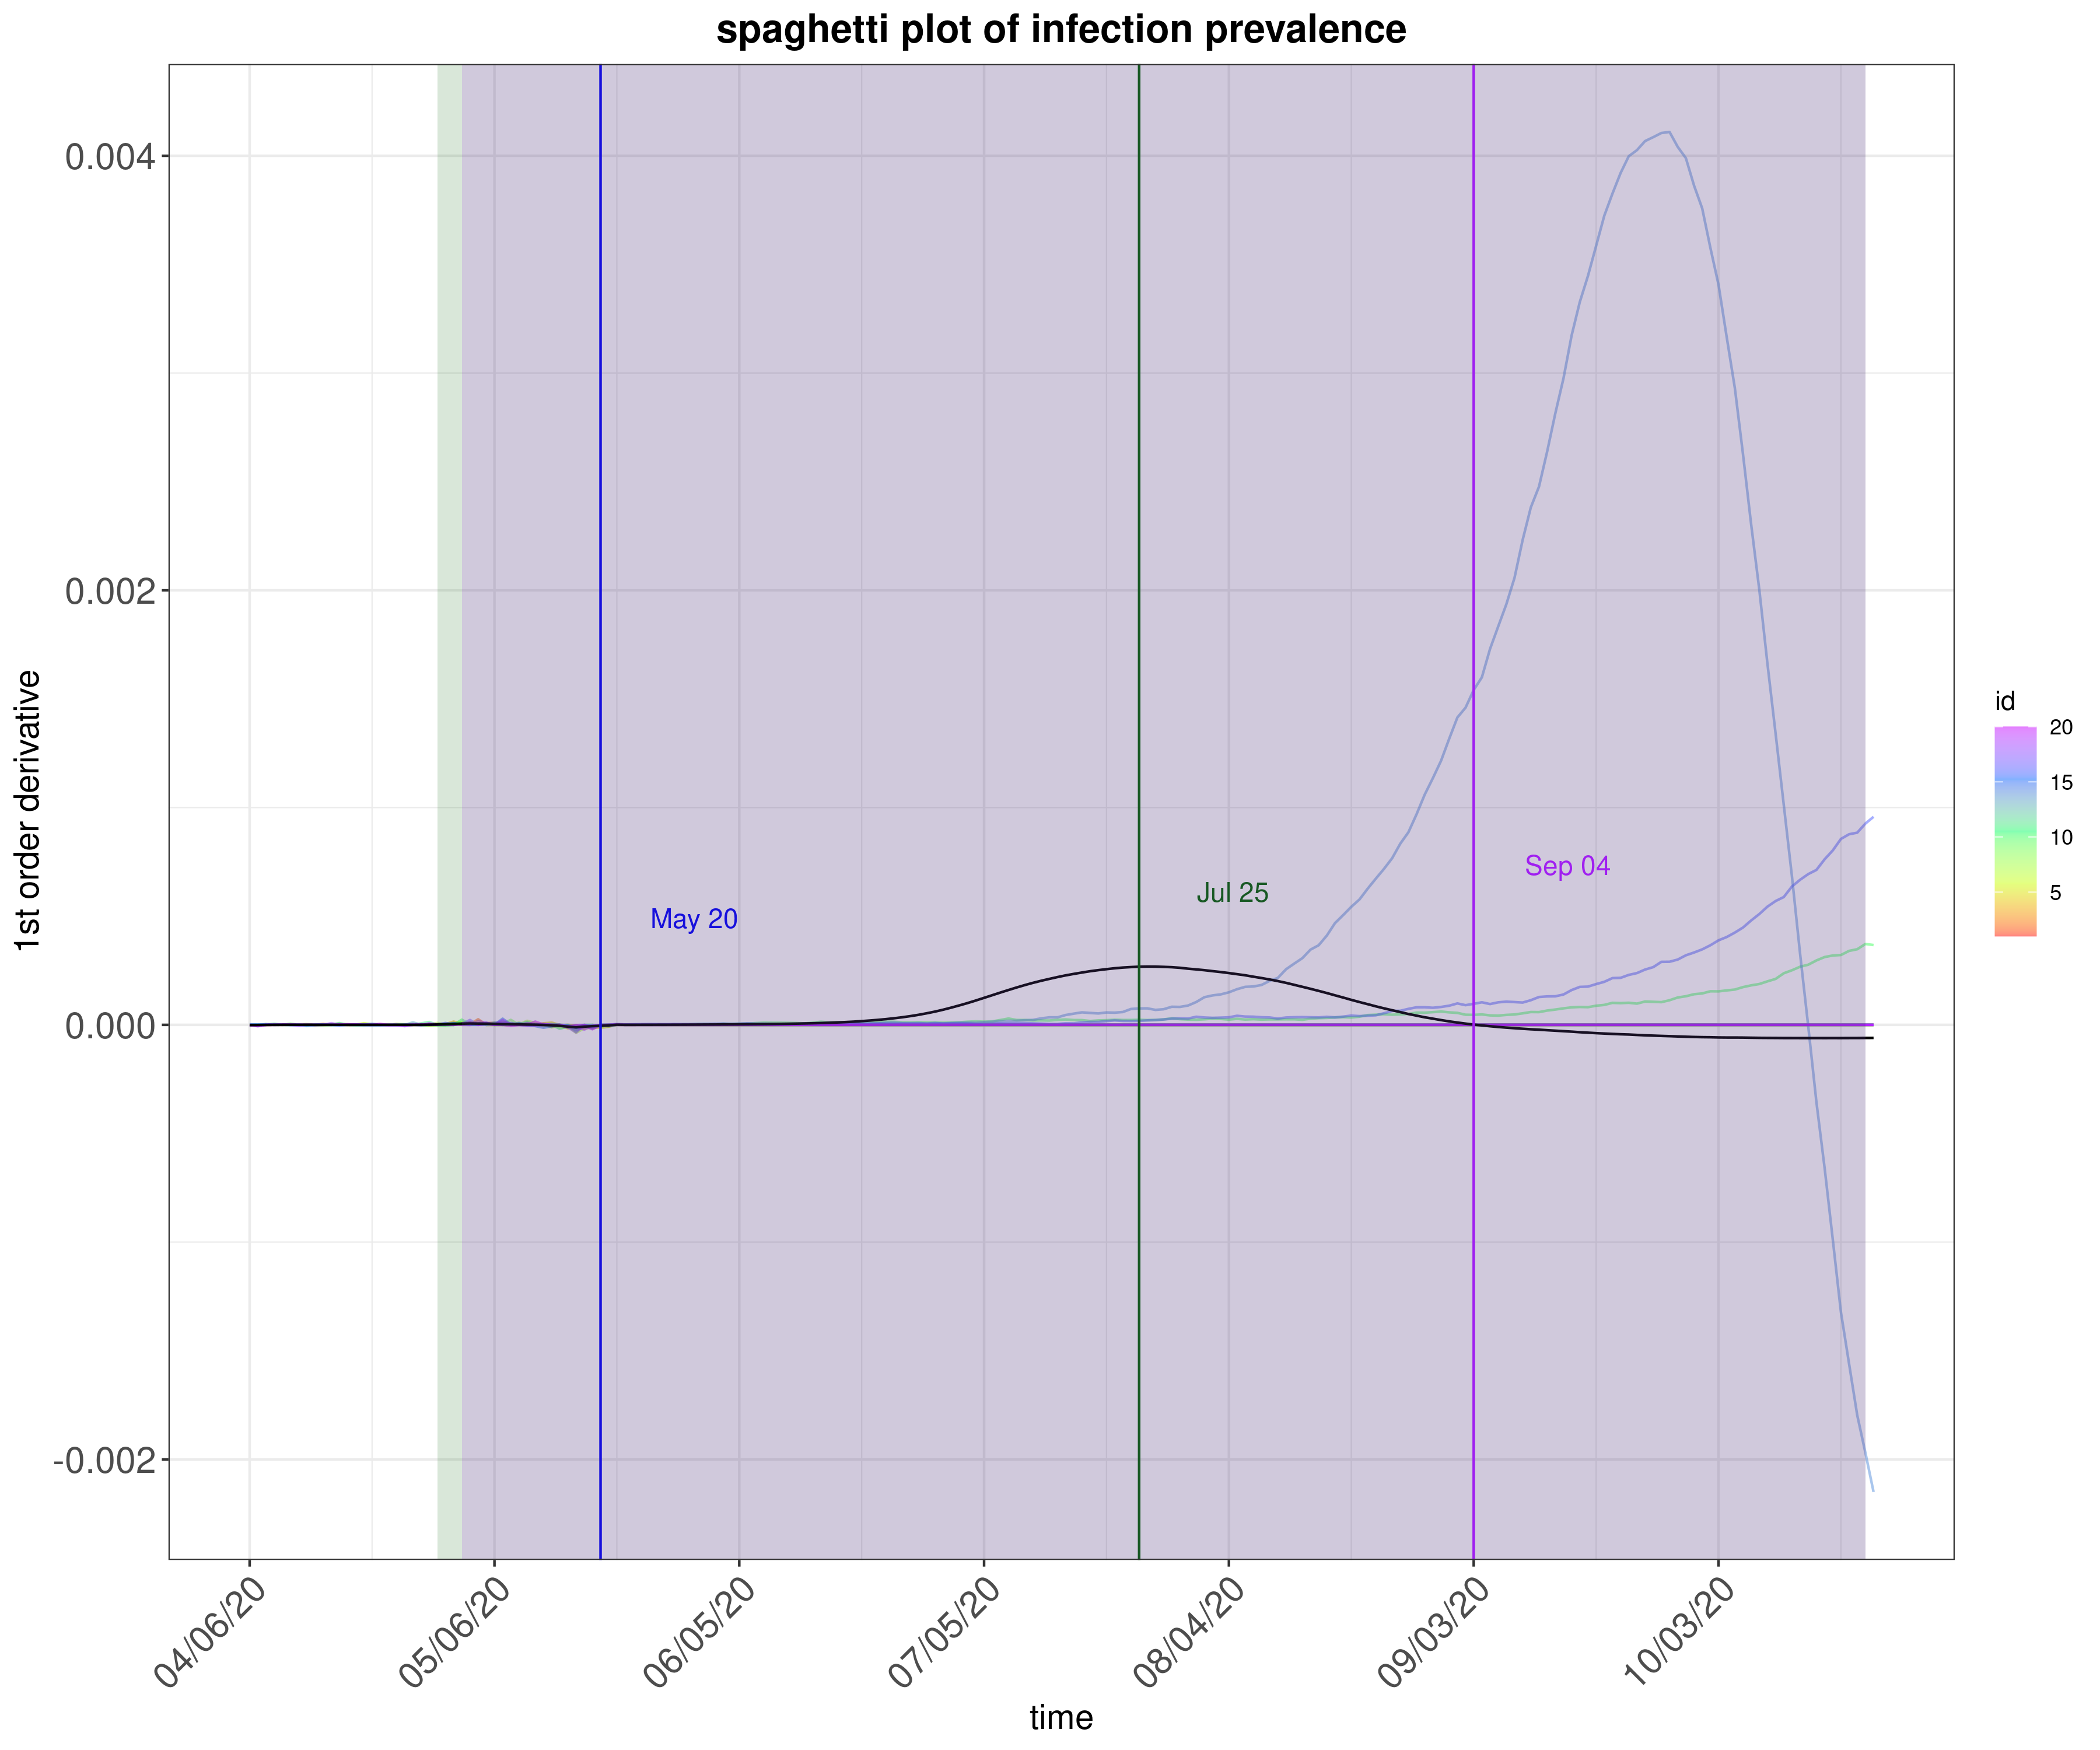 spaghetti plot of infection prevalence
1st order derivative
0.004
0.002
0.000
-0.002
May 20
Jul 25
Sep 04
id
20
15
10
5
04/06/20
05/06/20
06/05/20
07/05/20
08/04/20
09/03/20
10/03/20
time